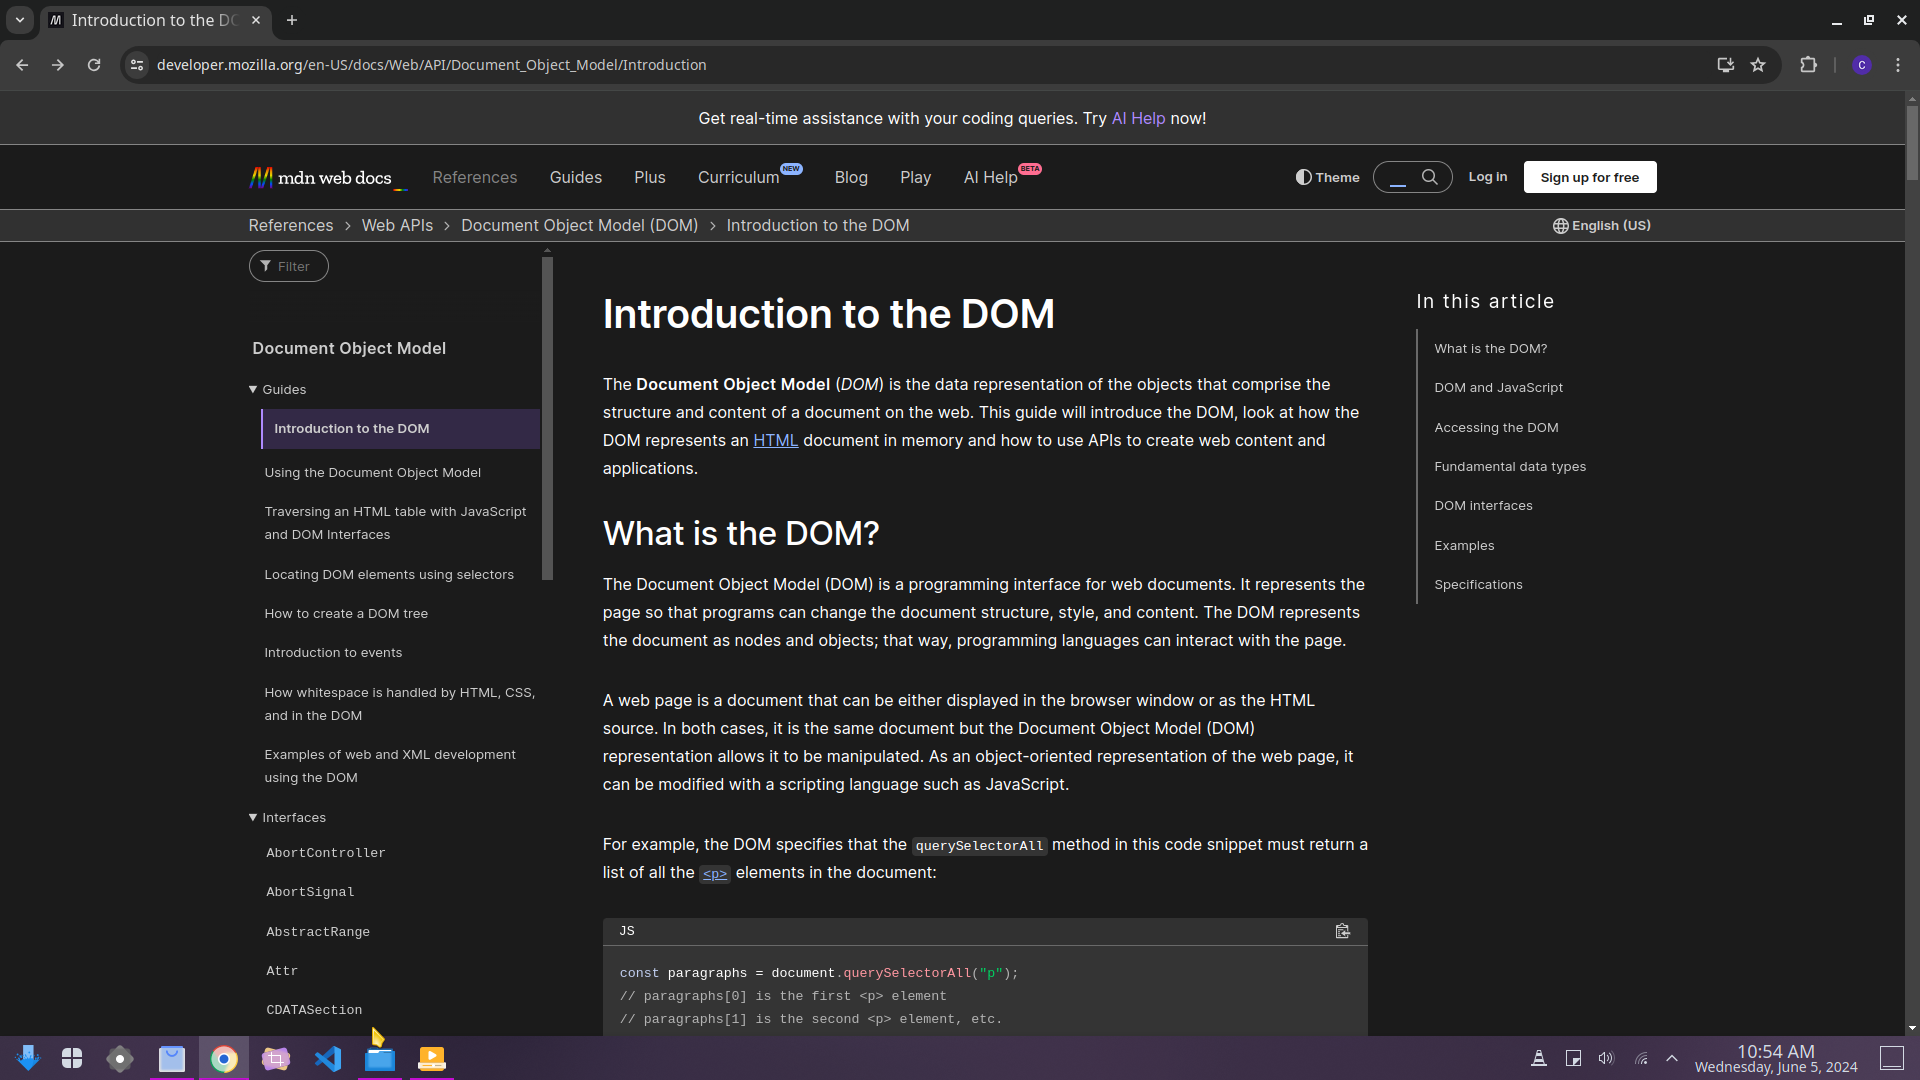 Introduction to the DO
developer.mozilla.org/en-US/docs/Web/API/Document_Object_Model/Introduction
C
Get real-time assistance with your coding queries. Try AI Help now!
mdn web docs
References
Guides
Plus
Curriculum NEW
Blog
Play
AI Help BETA
Theme
Log in
Sign up for free
References > Web APIs > Document Object Model (DOM) > Introduction to the DOM
English (US)
Filter
Document Object Model
Guides
Introduction to the DOM
Using the Document Object Model
Traversing an HTML table with JavaScript
and DOM Interfaces
Locating DOM elements using selectors
How to create a DOM tree
Introduction to events
How whitespace is handled by HTML, CSS,
and in the DOM
Examples of web and XML development
using the DOM
Interfaces
AbortController
AbortSignal
AbstractRange
Attr
CDATASection
Introduction to the DOM
The Document Object Model (DOM) is the data representation of the objects that comprise the
structure and content of a document on the web. This guide will introduce the DOM, look at how the
DOM represents an HTML document in memory and how to use APIs to create web content and
applications.
What is the DOM?
The Document Object Model (DOM) is a programming interface for web documents. It represents the
page so that programs can change the document structure, style, and content. The DOM represents
the document as nodes and objects; that way, programming languages can interact with the page.
A web page is a document that can be either displayed in the browser window or as the HTML
source. In both cases, it is the same document but the Document Object Model (DOM)
representation allows it to be manipulated. As an object-oriented representation of the web page, it
can be modified with a scripting language such as JavaScript.
For example, the DOM specifies that the querySelectorAll method in this code snippet must return a
list of all the <p> elements in the document:
JS
const paragraphs = document.querySelectorAll("p");
// paragraphs[0] is the first <p> element
// paragraphs[1] is the second <p> element, etc.
In this article
What is the DOM?
DOM and JavaScript
Accessing the DOM
Fundamental data types
DOM interfaces
Examples
Specifications
10:54 AM
Wednesday, June 5, 2024